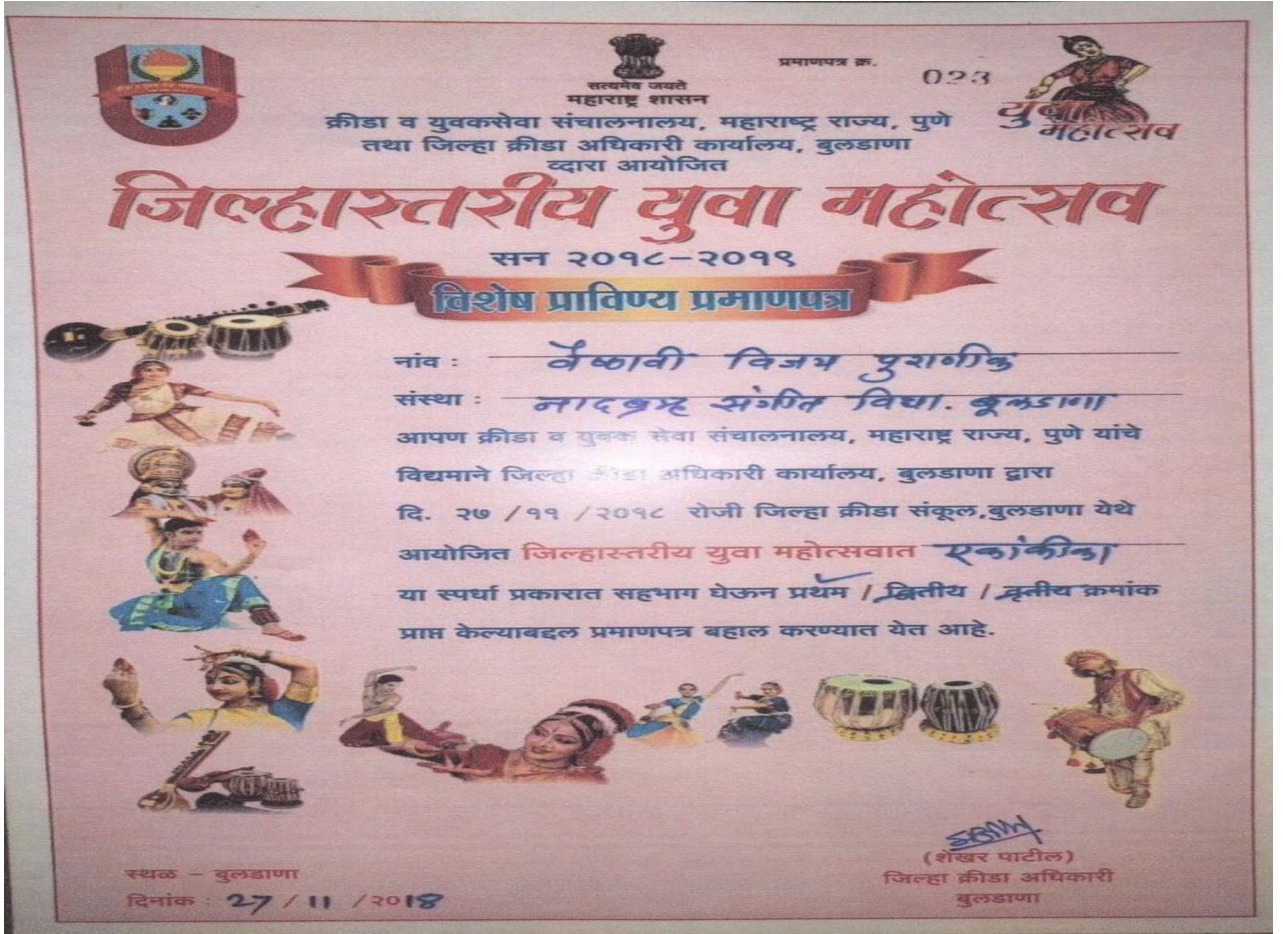 प्रमाणपत्र क्र. 023
सत्यमेव जयते
महाराष्ट्र शासन
युवा
महोत्सव
क्रीडा व युवकसेवा संचालनालय, महाराष्ट्र राज्य, पुणे
तथा जिल्हा क्रीडा अधिकारी कार्यालय, बुलडाणा
व्दारा आयोजित
जिल्हास्तरीय युवा महोत्सव
सन २०१८-२०१९
विशेष प्राविण्य प्रमाणपत्र
नांव : वैष्णवी विजय पुराणीक
संस्था : नादब्रम्ह संगीत विद्या. बुलडाणा
आपण क्रीडा व युवक सेवा संचालनालय, महाराष्ट्र राज्य, पुणे यांचे
विद्यमाने जिल्हा क्रीडा अधिकारी कार्यालय, बुलडाणा द्वारा
दि. २७ /११ /२०१८ रोजी जिल्हा क्रीडा संकूल,बुलडाणा येथे
आयोजित जिल्हास्तरीय युवा महोत्सवात एकांकीका
या स्पर्धा प्रकारात सहभाग घेऊन प्रथम / द्वितीय / तृतीय क्रमांक
प्राप्त केल्याबद्दल प्रमाणपत्र बहाल करण्यात येत आहे.
(शेखर पाटील)
स्थळ - बुलडाणा
जिल्हा क्रीडा अधिकारी
दिनांक : 27 / 11 /2018
बुलडाणा